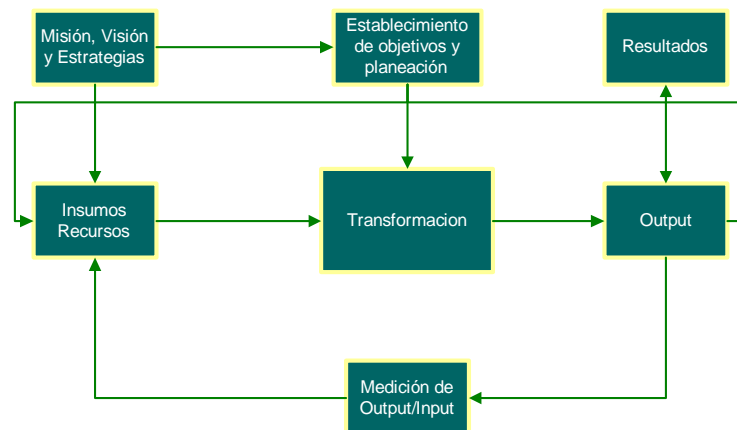 Misión, Visión
y Estrategias
Establecimiento
de objetivos y
planeación
Resultados
Insumos
Recursos
Transformacion
Output
Medición de
Output/Input